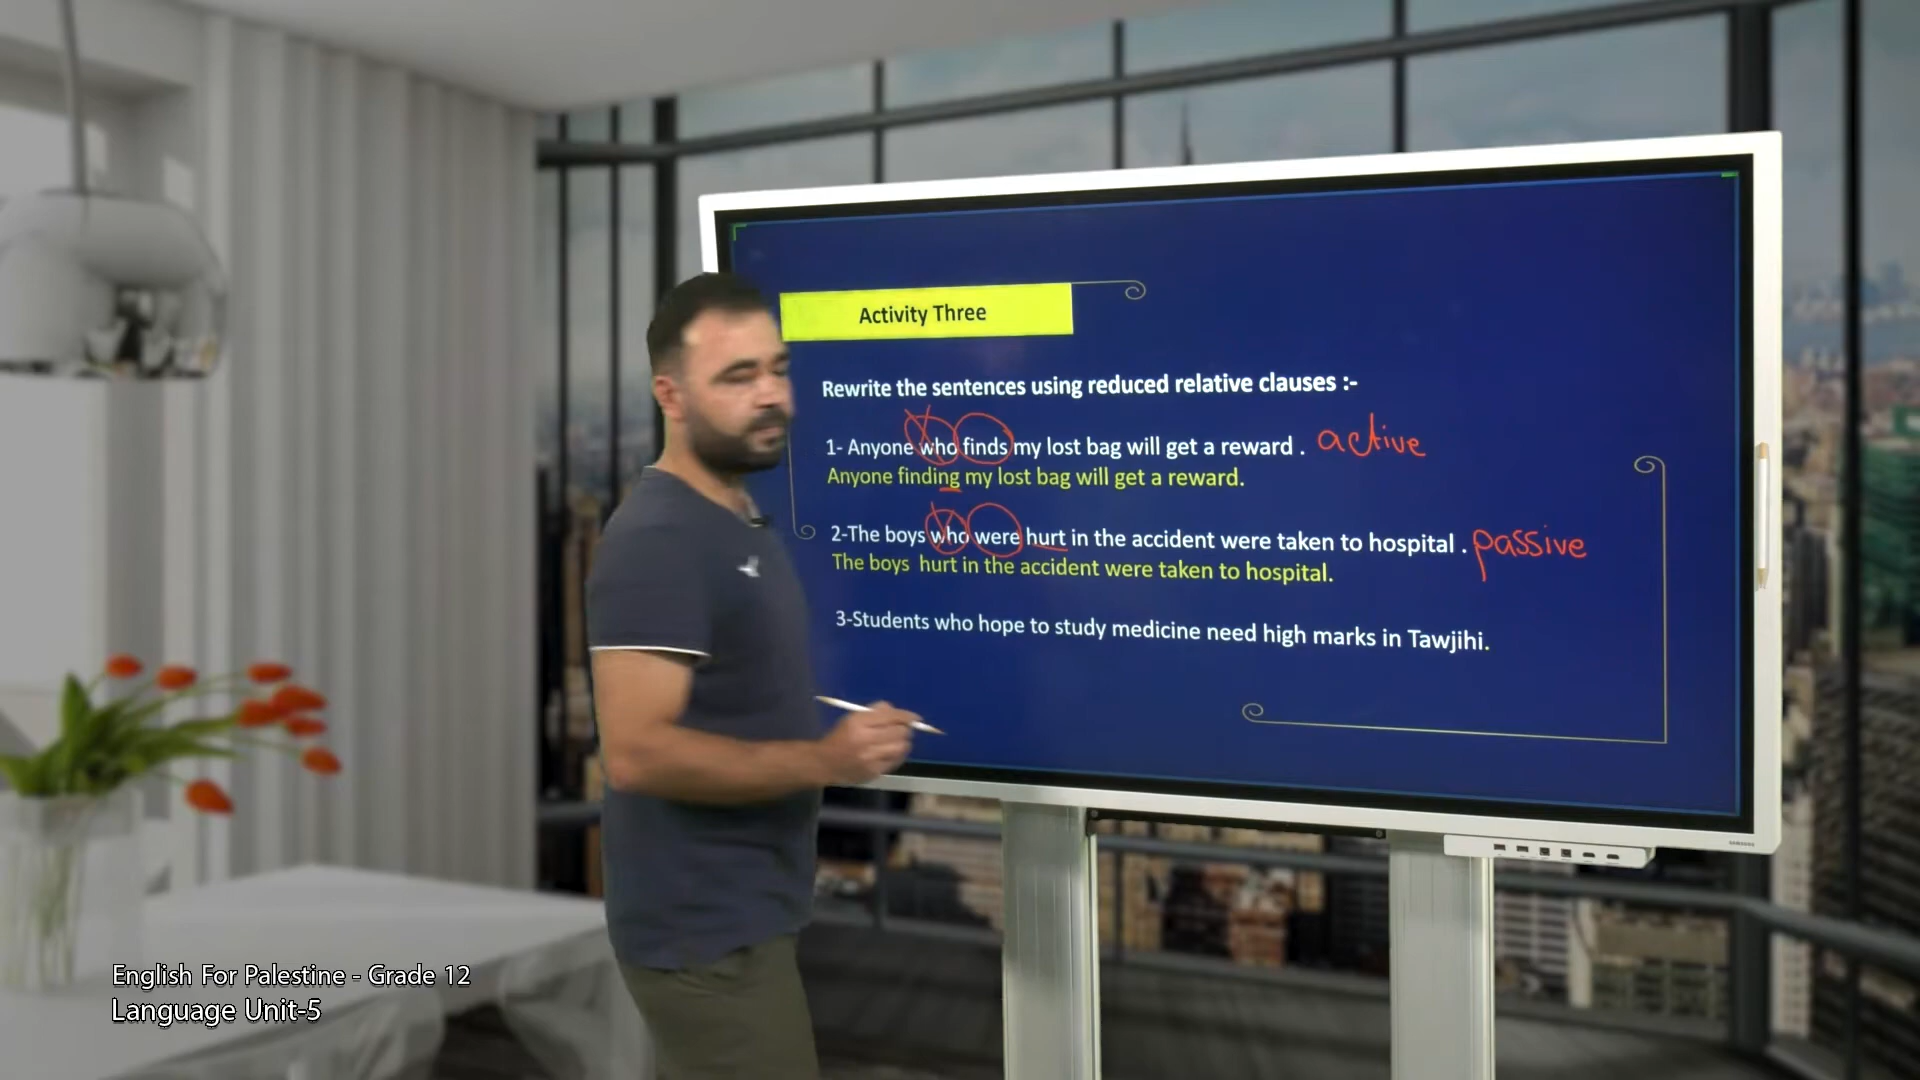 Activity Three
Rewrite the sentences using reduced relative clauses :-
1- Anyone who finds my lost bag will get a reward . active
Anyone finding my lost bag will get a reward.
2-The boys who were hurt in the accident were taken to hospital . passive
The boys hurt in the accident were taken to hospital.
3-Students who hope to study medicine need high marks in Tawjihi.
SAMSUNG
English For Palestine - Grade 12
Language Unit-5